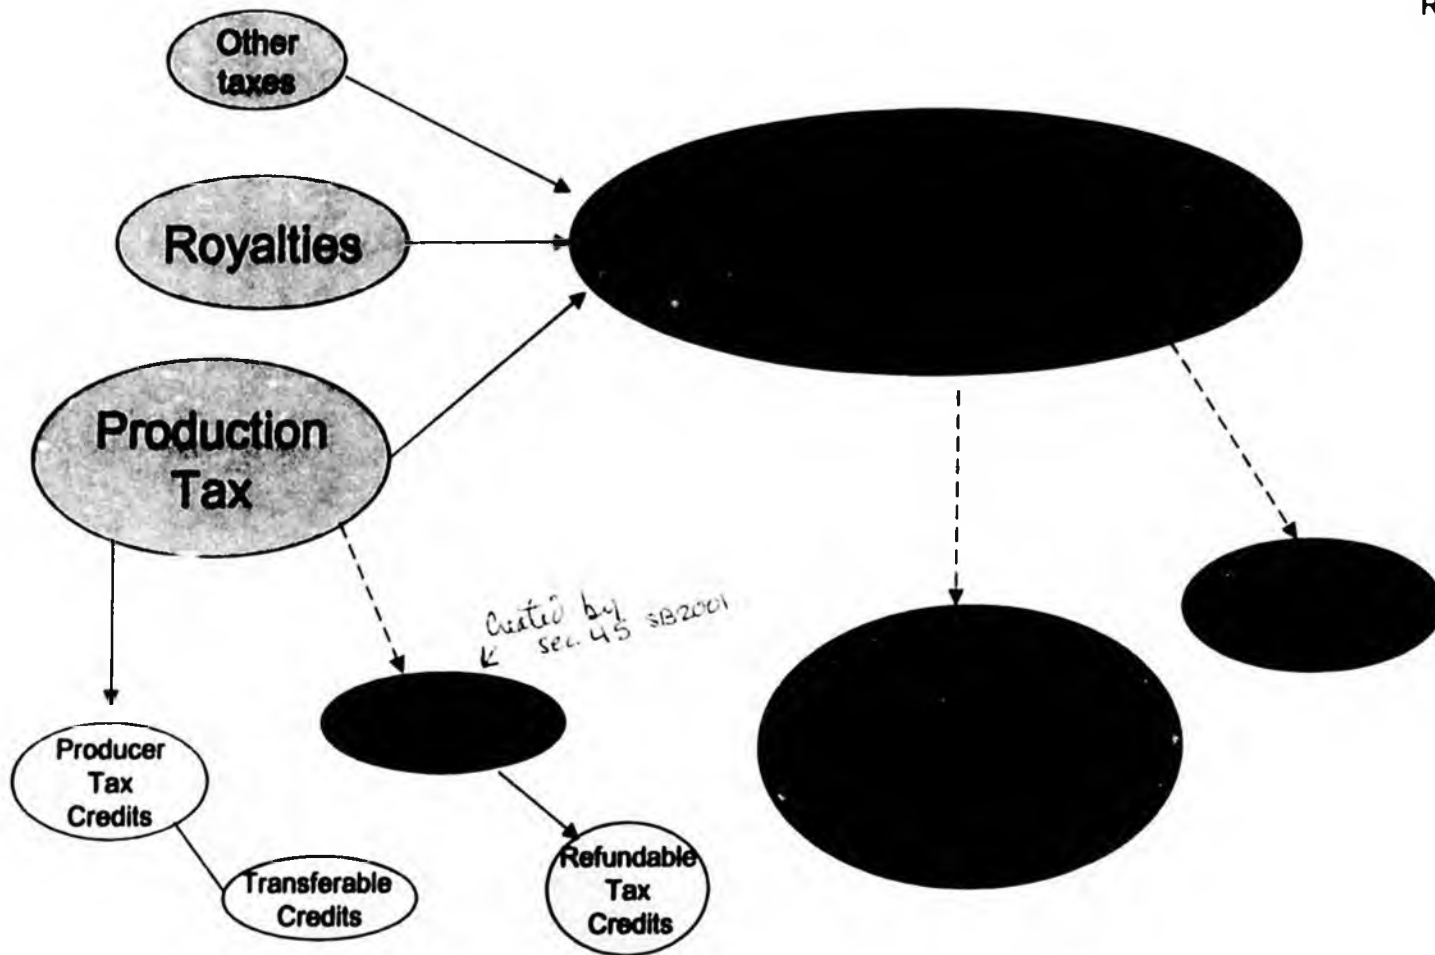 R
Other
taxes
Royalties
Production
Tax
Created by
sec. 45 SB2001
Producer
Tax
Credits
Transferable
Credits
Refundable
Tax
Credits